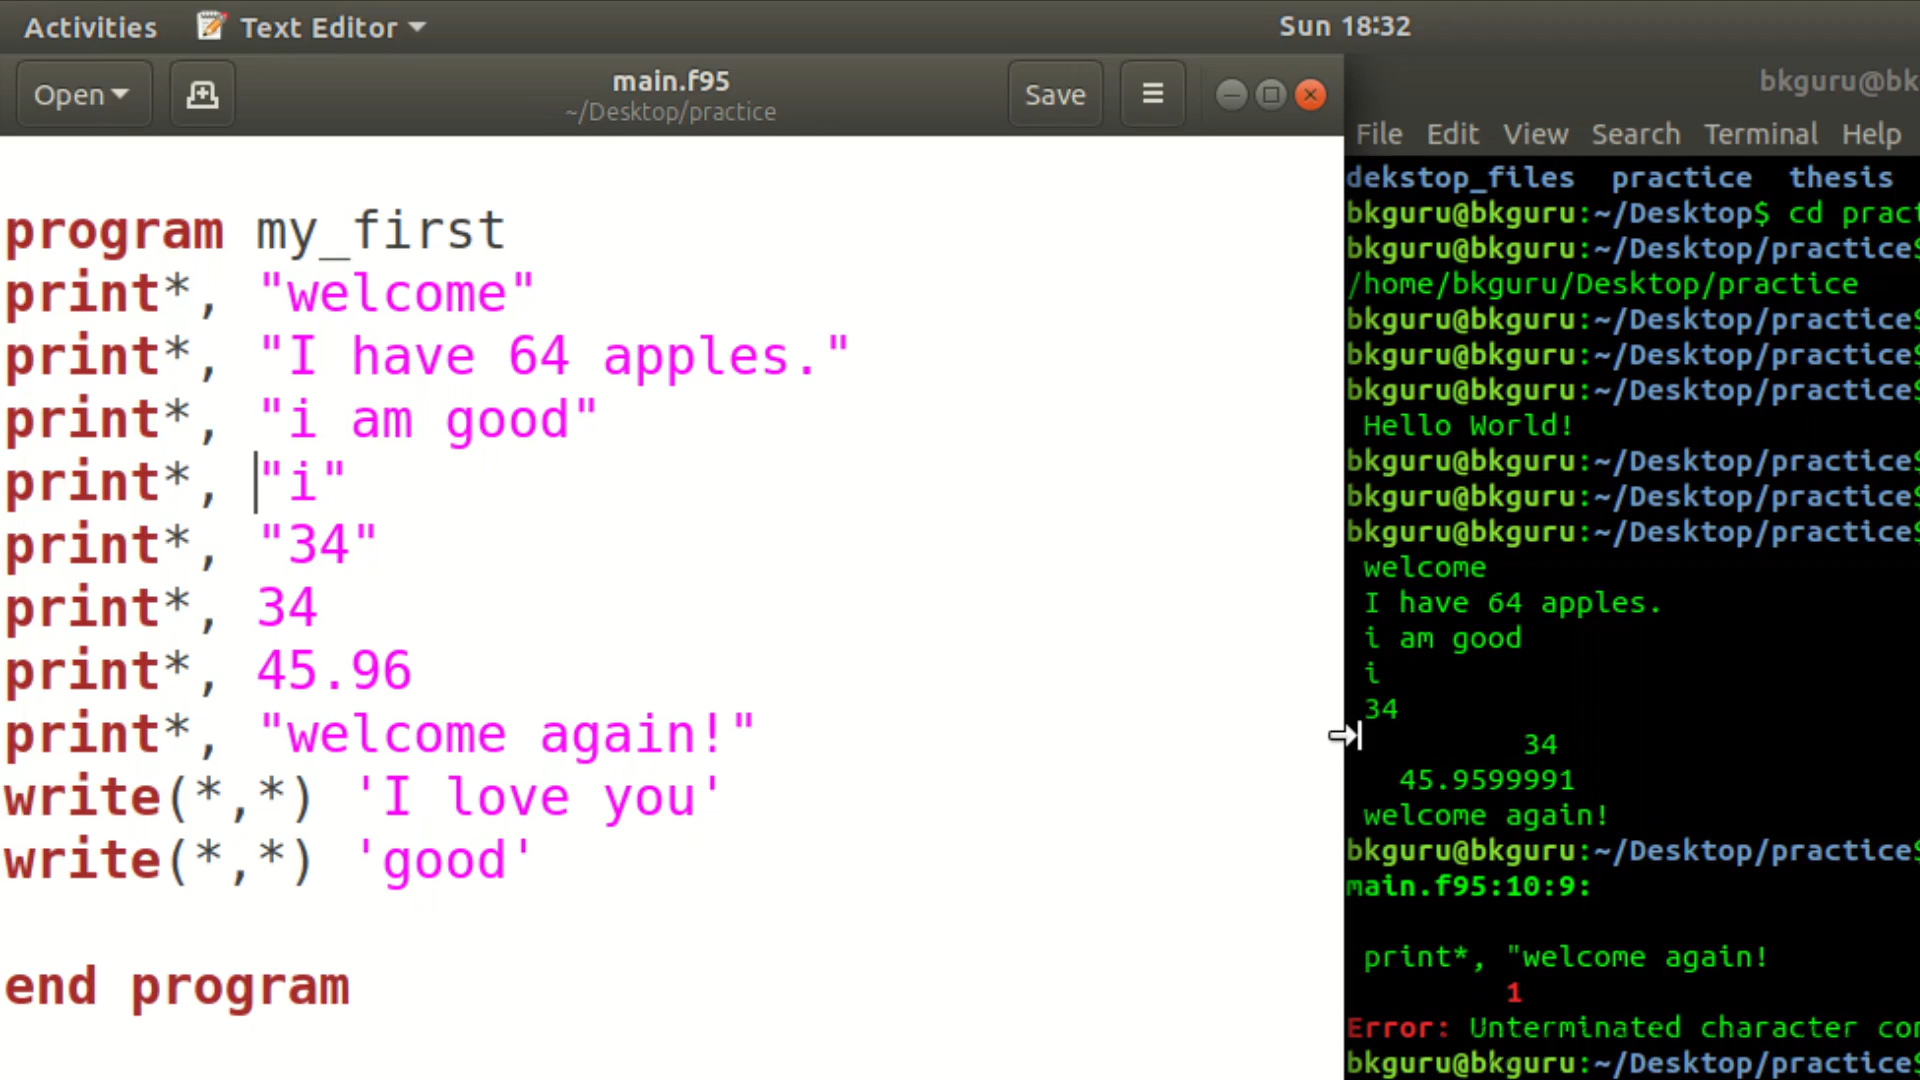 Activities Text Editor Sun 18:32
Open main.f95 Save
~/Desktop/practice
program my_first
print*, "welcome"
print*, "I have 64 apples."
print*, "i am good"
print*, "i"
print*, "34"
print*, 34
print*, 45.96
print*, "welcome again!"
write(*,*) 'I love you'
write(*,*) 'good'
end program
bkguru@bk
File Edit View Search Terminal Help
dekstop_files practice thesis
bkguru@bkguru:~/Desktop$ cd pract
bkguru@bkguru:~/Desktop/practice$
/home/bkguru/Desktop/practice
bkguru@bkguru:~/Desktop/practice$
bkguru@bkguru:~/Desktop/practice$
bkguru@bkguru:~/Desktop/practice$
Hello World!
bkguru@bkguru:~/Desktop/practice$
bkguru@bkguru:~/Desktop/practice$
bkguru@bkguru:~/Desktop/practice$
welcome
I have 64 apples.
i am good
i
34
34
45.9599991
welcome again!
bkguru@bkguru:~/Desktop/practice$
main.f95:10:9:
print*, "welcome again!
1
Error: Unterminated character con
bkguru@bkguru:~/Desktop/practice$